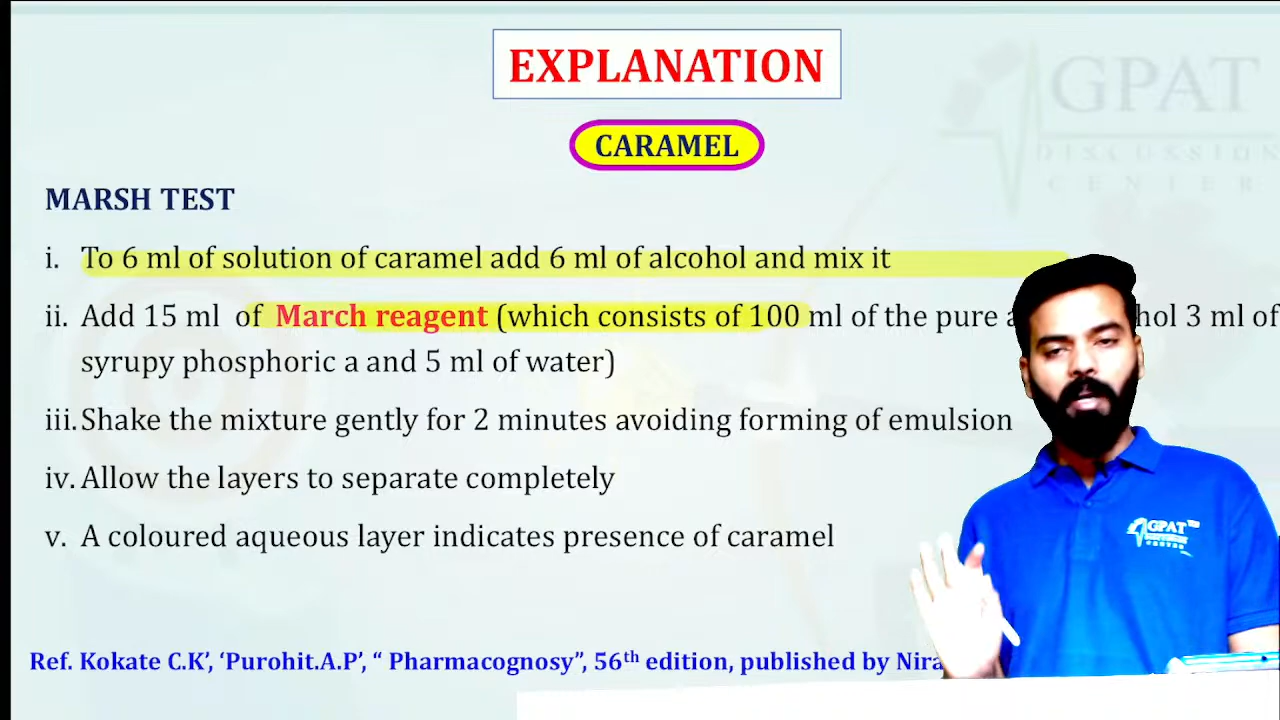 EXPLANATION
GPAT
DISCUSSION
CENTER
CARAMEL
MARSH TEST
i. To 6 ml of solution of caramel add 6 ml of alcohol and mix it
ii. Add 15 ml of March reagent (which consists of 100 ml of the pure 3 ml of
syrupy phosphoric a and 5 ml of water)
iii. Shake the mixture gently for 2 minutes avoiding forming of emulsion
iv. Allow the layers to separate completely
v. A coloured aqueous layer indicates presence of caramel
GPAT
Ref. Kokate C.K’, ‘Purohit.A.P’, “ Pharmacognosy”, 56th edition, published by